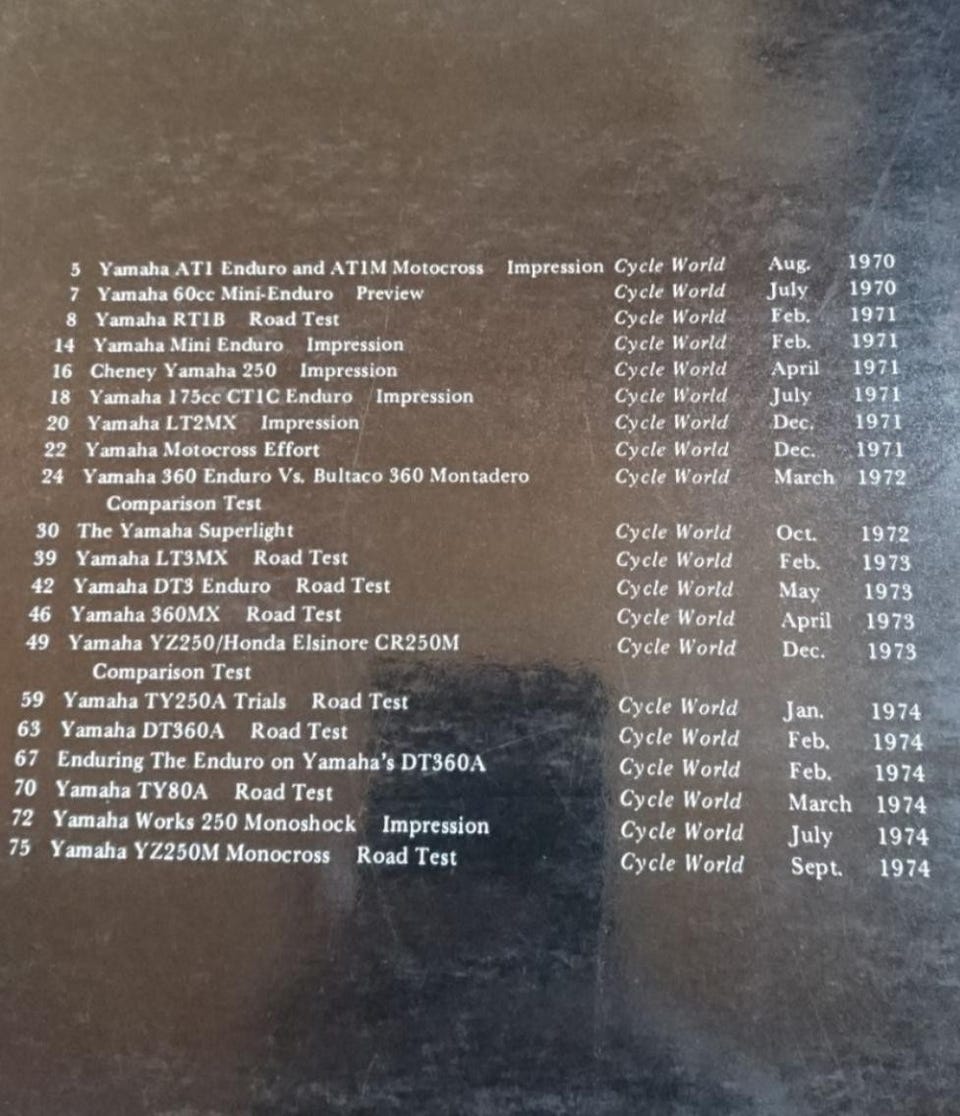 5 Yamaha AT1 Enduro and AT1M Motocross Impression Cycle World Aug. 1970
7 Yamaha 60cc Mini-Enduro Preview Cycle World July 1970
8 Yamaha RT1B Road Test Cycle World Feb. 1971
14 Yamaha Mini Enduro Impression Cycle World Feb. 1971
16 Cheney Yamaha 250 Impression Cycle World April 1971
18 Yamaha 175cc CT1C Enduro Impression Cycle World July 1971
20 Yamaha LT2MX Impression Cycle World Dec. 1971
22 Yamaha Motocross Effort Cycle World Dec. 1971
24 Yamaha 360 Enduro Vs. Bultaco 360 Montadero Cycle World March 1972
Comparison Test
30 The Yamaha Superlight Cycle World Oct. 1972
39 Yamaha LT3MX Road Test Cycle World Feb. 1973
42 Yamaha DT3 Enduro Road Test Cycle World May 1973
46 Yamaha 360MX Road Test Cycle World April 1973
49 Yamaha YZ250/Honda Elsinore CR250M Cycle World Dec. 1973
Comparison Test
59 Yamaha TY250A Trials Road Test Cycle World Jan. 1974
63 Yamaha DT360A Road Test Cycle World Feb. 1974
67 Enduring The Enduro on Yamaha's DT360A Cycle World Feb. 1974
70 Yamaha TY80A Road Test Cycle World March 1974
72 Yamaha Works 250 Monoshock Impression Cycle World July 1974
75 Yamaha YZ250M Monocross Road Test Cycle World Sept. 1974